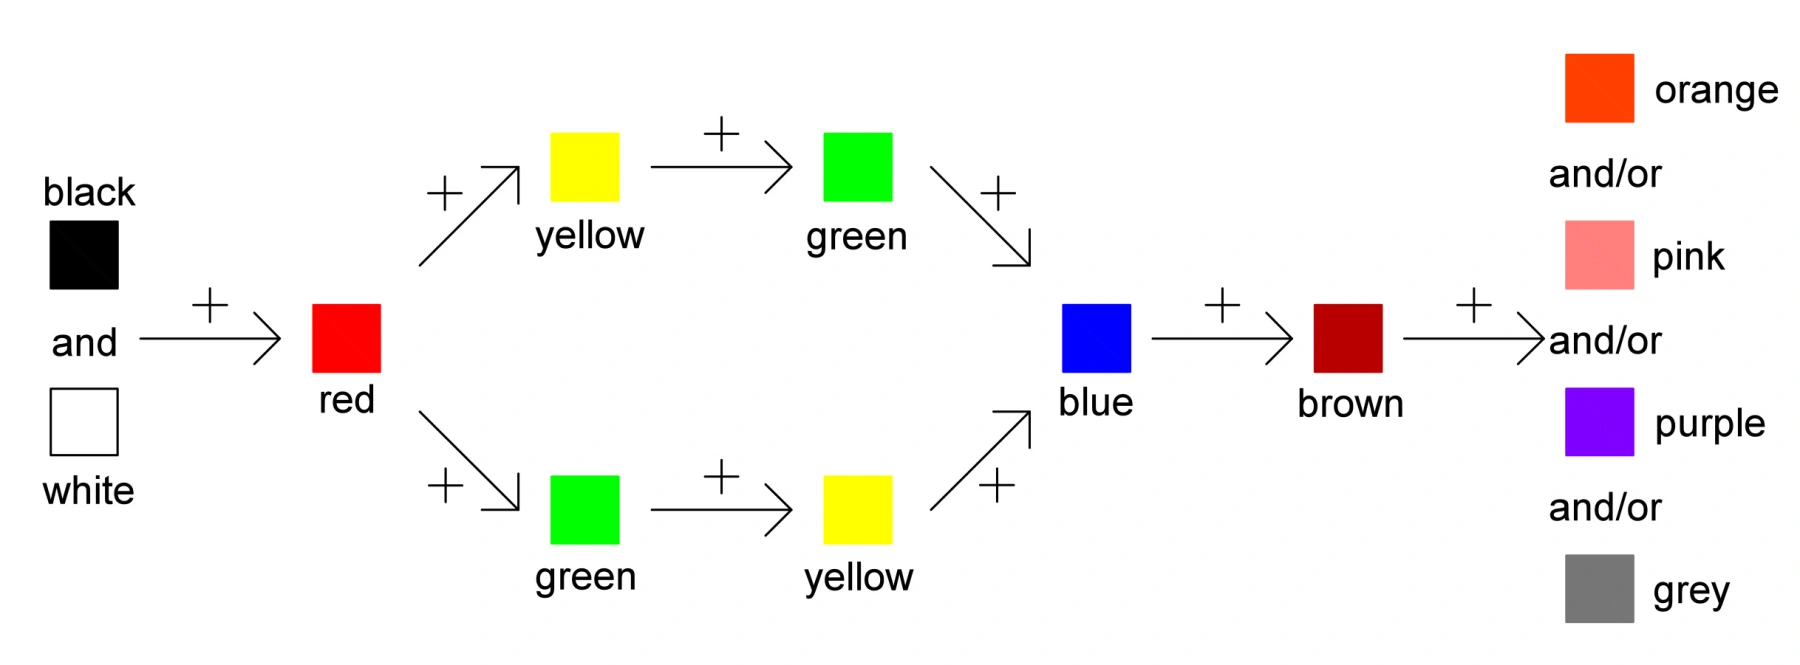 black
and
white
+
red
+
yellow
+
green
+
+
green
+
yellow
+
blue
+
brown
+
orange
and/or
pink
and/or
purple
and/or
grey